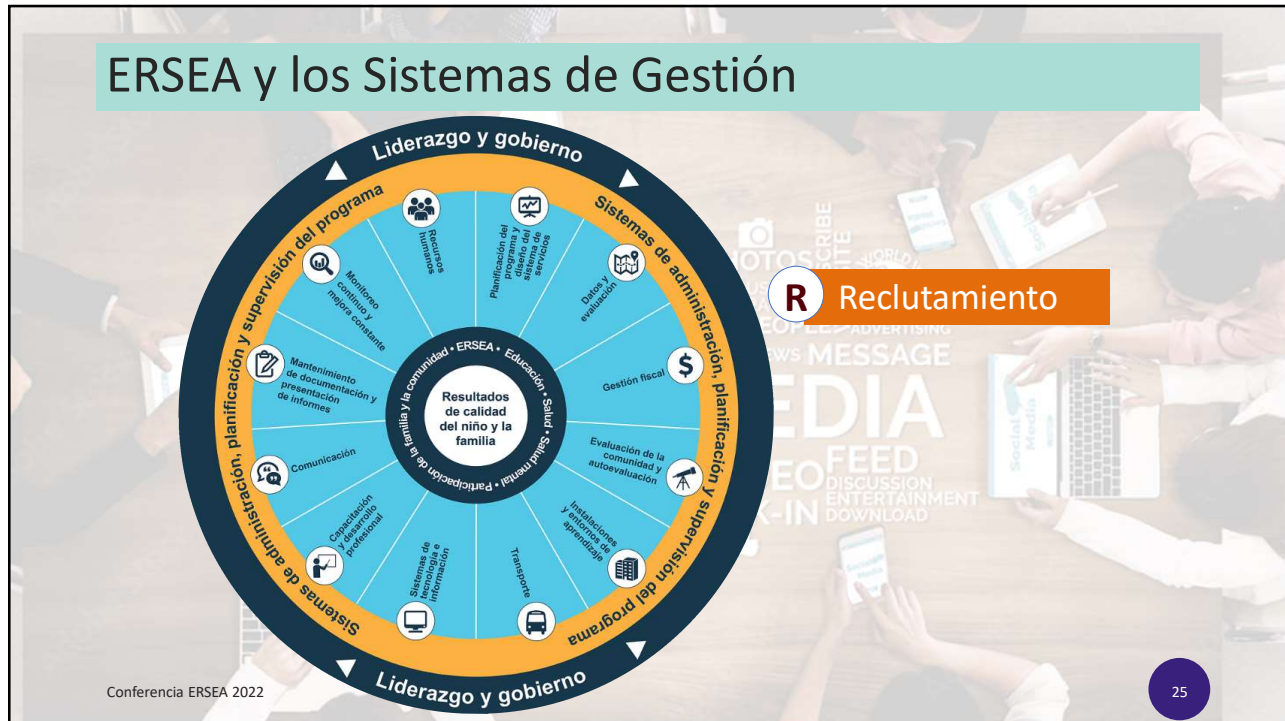 ERSEA y los Sistemas de Gestión
Liderazgo y gobierno
Sistemas de administración, planificación y supervisión del programa
Sistemas de administración, planificación y supervisión del programa
Recursos
humanos
Planificación del
programa y
diseño del
sistema de
servicios
Datos y
evaluación
$
Gestión fiscal
Evaluación de la
comunidad y
autoevaluación
Instalaciones
y entornos de
aprendizaje
Transporte
Sistemas de
tecnología e
información
Capacitación
y desarrollo
profesional
Comunicación
Mantenimiento
de documentación y
presentación
de informes
Monitoreo
continuo y
mejora constante
ERSEA • Educación • Salud • Salud mental • Participación de la familia y la comunidad •
Resultados
de calidad
del niño y la
familia
Liderazgo y gobierno
R Reclutamiento
ADVERTISING
MESSAGE
FEED
DISCUSSION
ENTERTAINMENT
DOWNLOAD
Social
Media
Conferencia ERSEA 2022
25